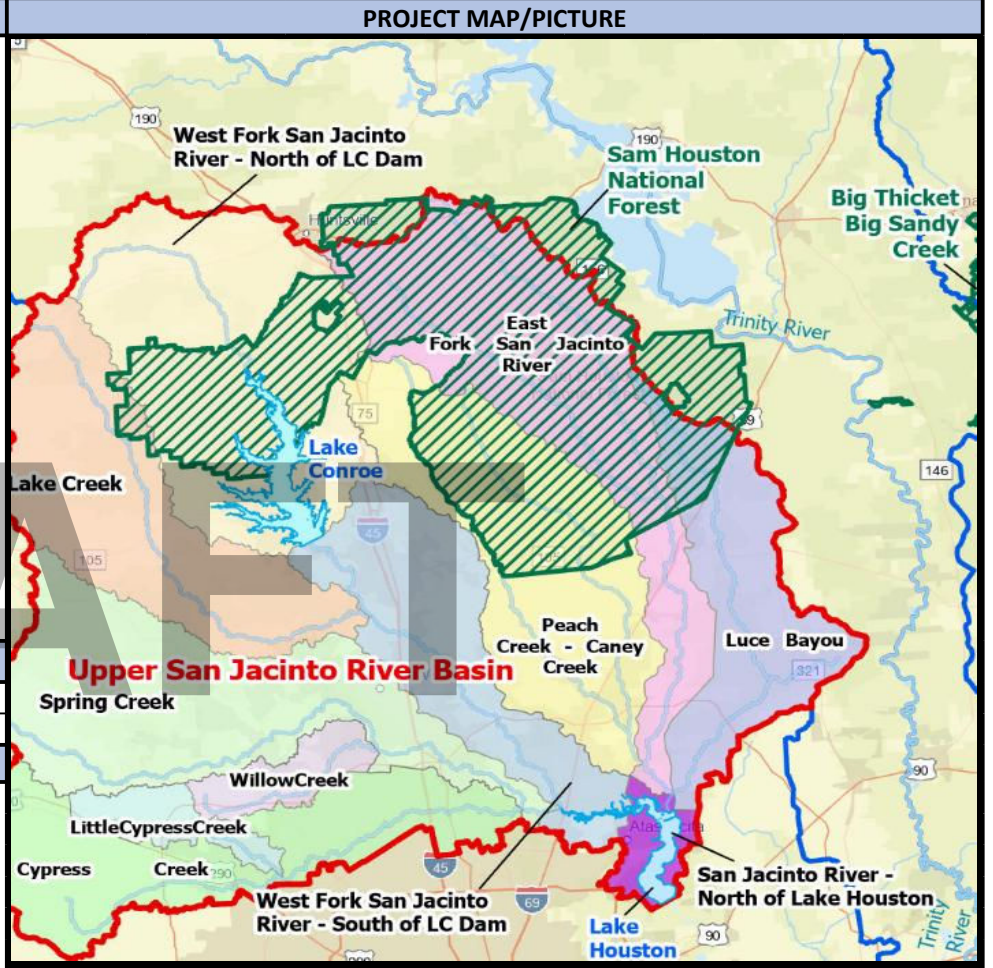 PROJECT MAP/PICTURE
5
190
West Fork San Jacinto
River - North of LC Dam
190
Sam Houston
National
Forest
Big Thicket
Big Sandy
Creek
Huntsville
Trinity River
East
Fork San Jacinto
River
75
Lake
Conroe
146
Lake Creek
45
105
AFT
Peach
Creek - Caney
Creek
Luce Bayou
321
Upper San Jacinto River Basin
Spring Creek
WillowCreek
90
LittleCypressCreek
Atascocita
Cypress Creek
290
45
San Jacinto River -
North of Lake Houston
West Fork San Jacinto
River - South of LC Dam
69
Lake
Houston
90
Trinity
River